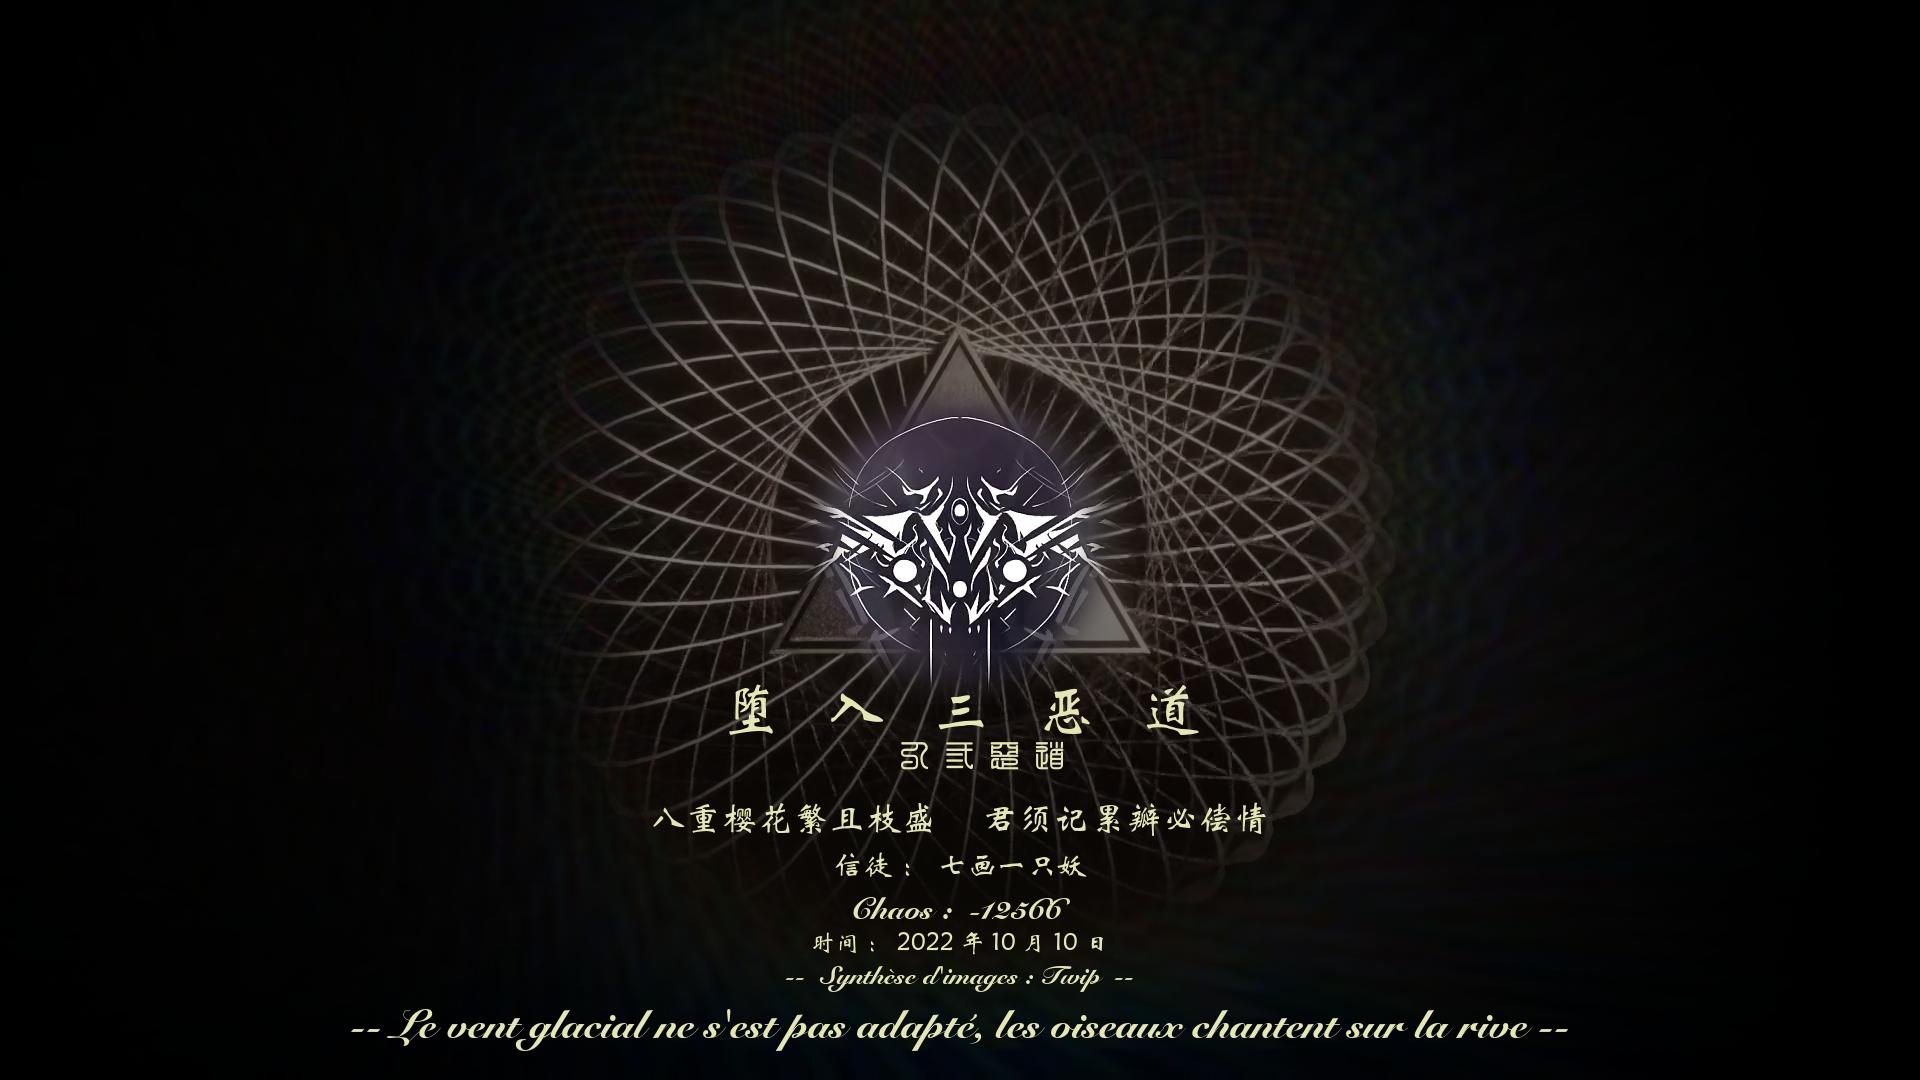 堕入三恶道
八重樱花繁且枝盛 君须记累瓣必偿情
信徒： 七画一只妖
Chaos : -12566
时间： 2022 年 10 月 10 日
-- Synthèse d'images : Twip --
-- Le vent glacial ne s'est pas adapté, les oiseaux chantent sur la rive --